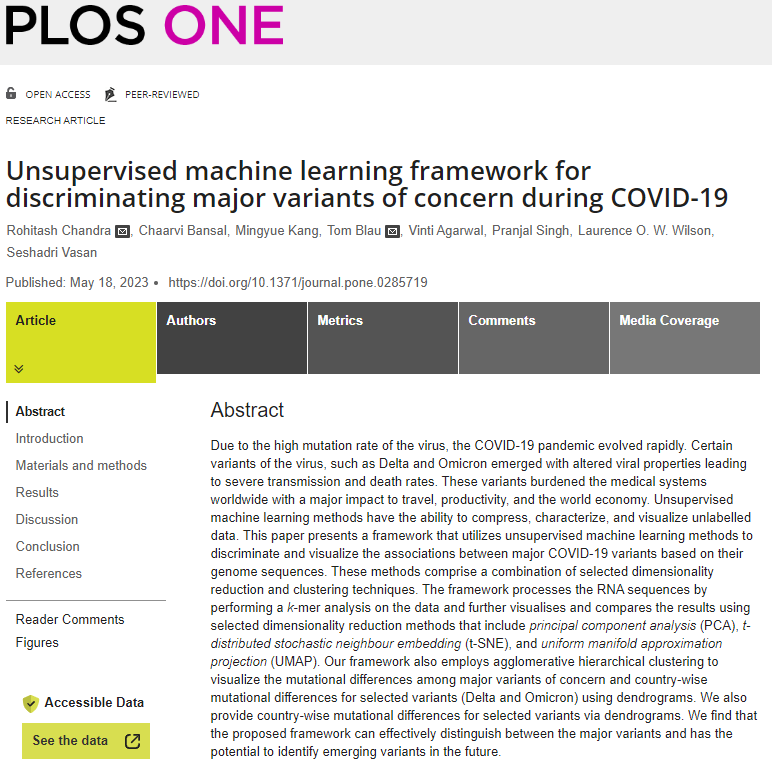 PLOS ONE
OPEN ACCESS PEER-REVIEWED
RESEARCH ARTICLE
Unsupervised machine learning framework for
discriminating major variants of concern during COVID-19
Rohitash Chandra, Chaarvi Bansal, Mingyue Kang, Tom Blau, Vinti Agarwal, Pranjal Singh, Laurence O. W. Wilson,
Seshadri Vasan
Published: May 18, 2023 • https://doi.org/10.1371/journal.pone.0285719
Article Authors Metrics Comments Media Coverage
Abstract
Introduction
Materials and methods
Results
Discussion
Conclusion
References
Reader Comments
Figures
Accessible Data
See the data
Abstract
Due to the high mutation rate of the virus, the COVID-19 pandemic evolved rapidly. Certain
variants of the virus, such as Delta and Omicron emerged with altered viral properties leading
to severe transmission and death rates. These variants burdened the medical systems
worldwide with a major impact to travel, productivity, and the world economy. Unsupervised
machine learning methods have the ability to compress, characterize, and visualize unlabelled
data. This paper presents a framework that utilizes unsupervised machine learning methods to
discriminate and visualize the associations between major COVID-19 variants based on their
genome sequences. These methods comprise a combination of selected dimensionality
reduction and clustering techniques. The framework processes the RNA sequences by
performing a k-mer analysis on the data and further visualises and compares the results using
selected dimensionality reduction methods that include principal component analysis (PCA), t-
distributed stochastic neighbour embedding (t-SNE), and uniform manifold approximation
projection (UMAP). Our framework also employs agglomerative hierarchical clustering to
visualize the mutational differences among major variants of concern and country-wise
mutational differences for selected variants (Delta and Omicron) using dendrograms. We also
provide country-wise mutational differences for selected variants via dendrograms. We find that
the proposed framework can effectively distinguish between the major variants and has the
potential to identify emerging variants in the future.